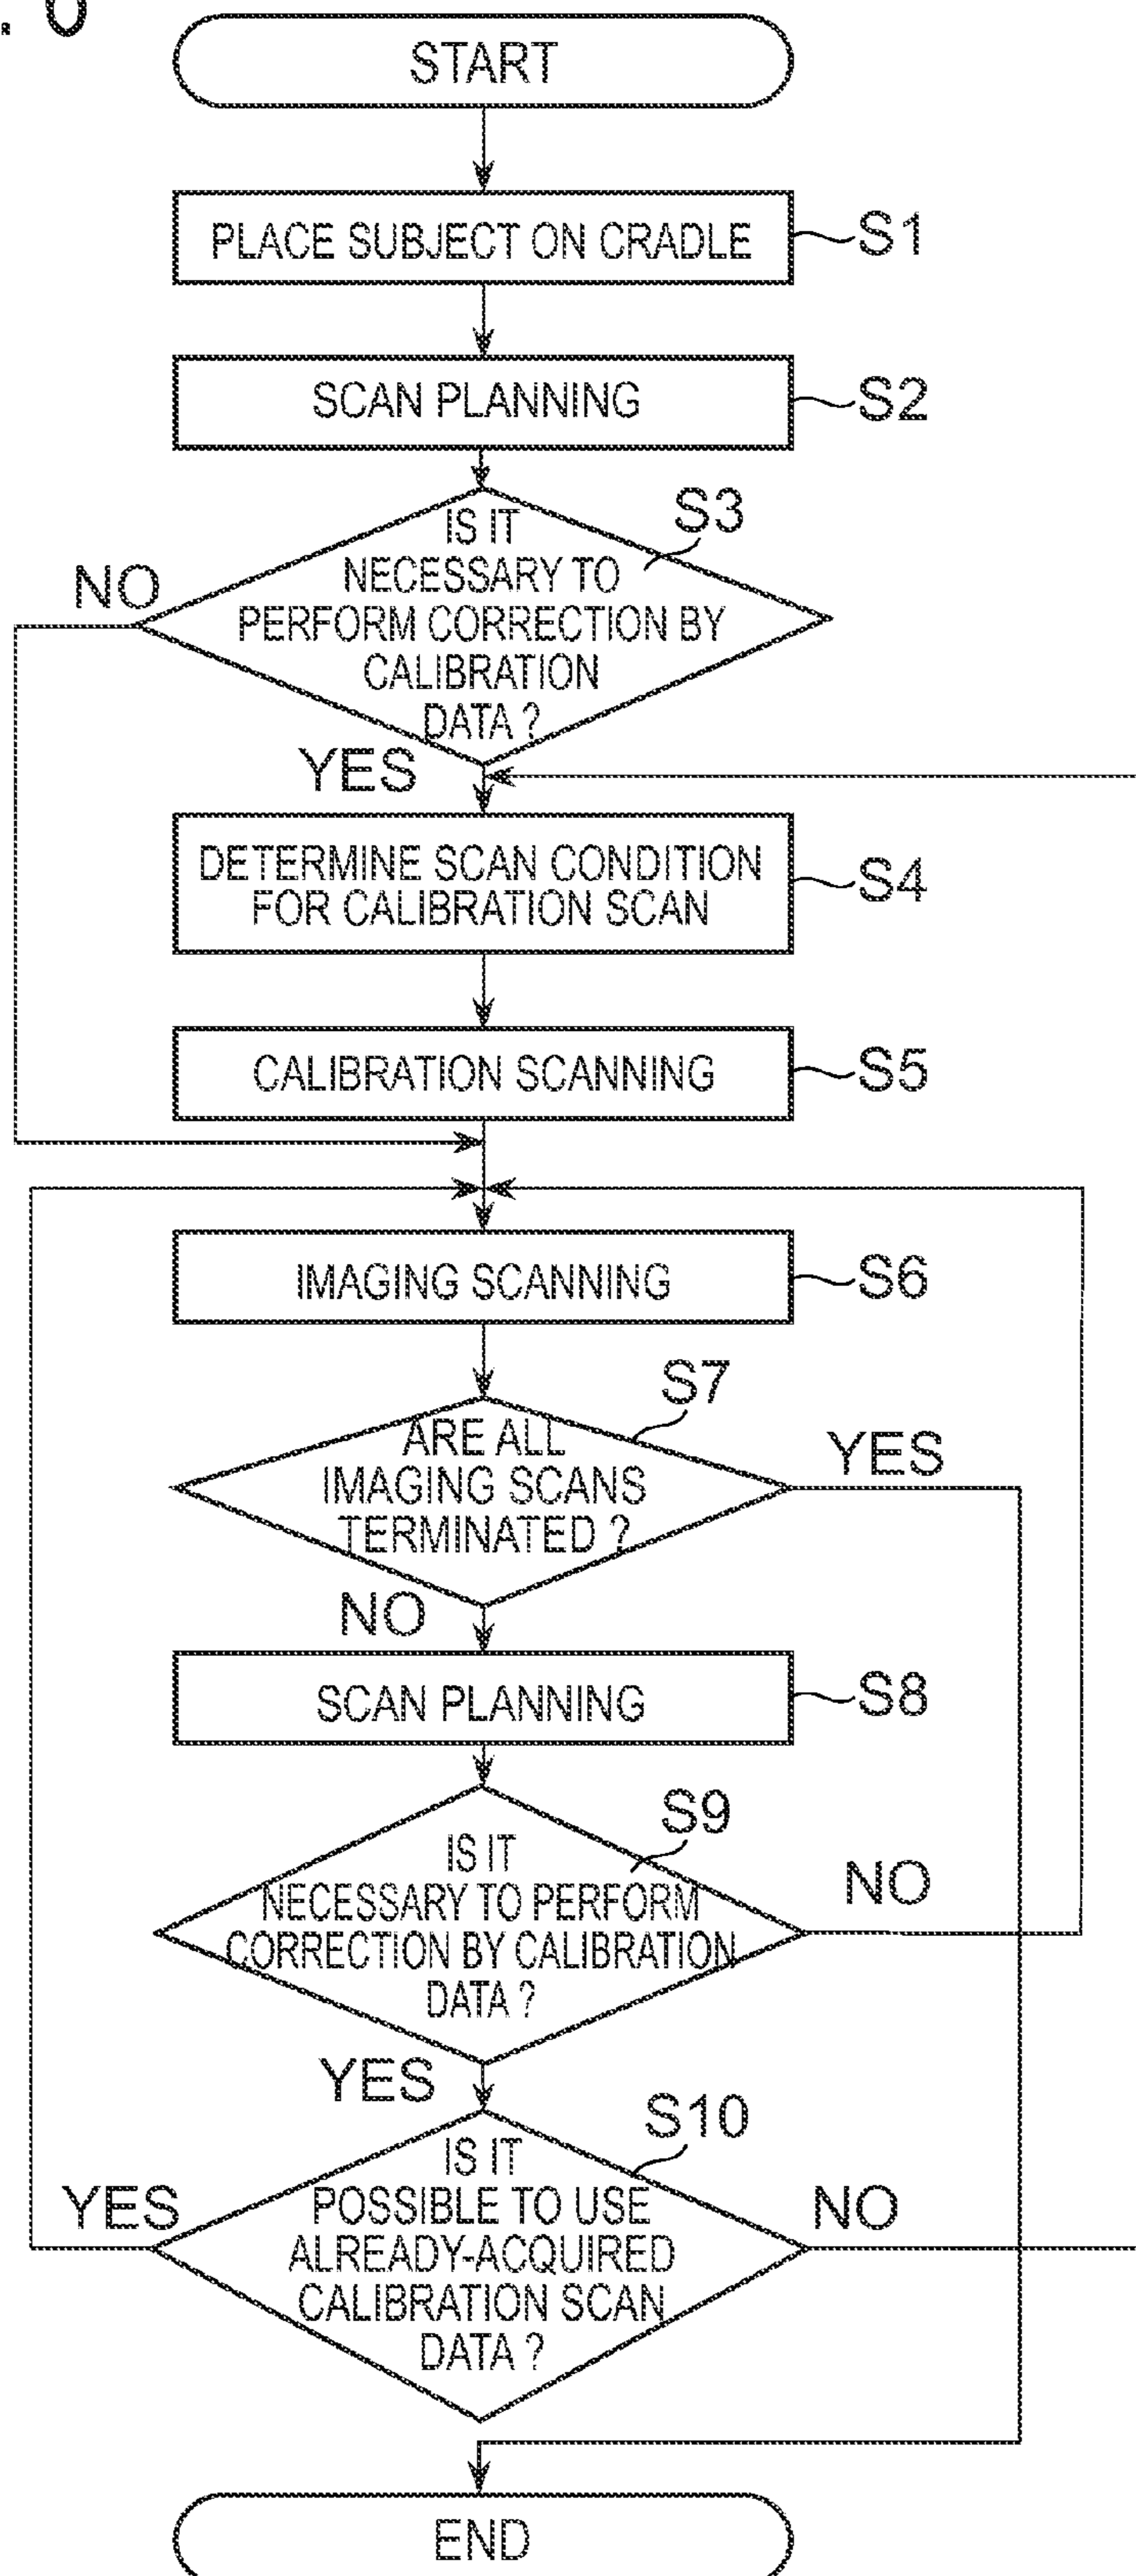 START
PLACE SUBJECT ON CRADLE
S1
SCAN PLANNING
S2
S3
IS IT
NECESSARY TO
PERFORM CORRECTION BY
CALIBRATION
DATA ?
NO
YES
DETERMINE SCAN CONDITION
FOR CALIBRATION SCAN
S4
CALIBRATION SCANNING
S5
IMAGING SCANNING
S6
S7
ARE ALL
IMAGING SCANS
TERMINATED ?
YES
NO
SCAN PLANNING
S8
S9
IS IT
NECESSARY TO PERFORM
CORRECTION BY CALIBRATION
DATA ?
NO
YES
S10
IS IT
POSSIBLE TO USE
ALREADY-ACQUIRED
CALIBRATION SCAN
DATA ?
YES
NO
END